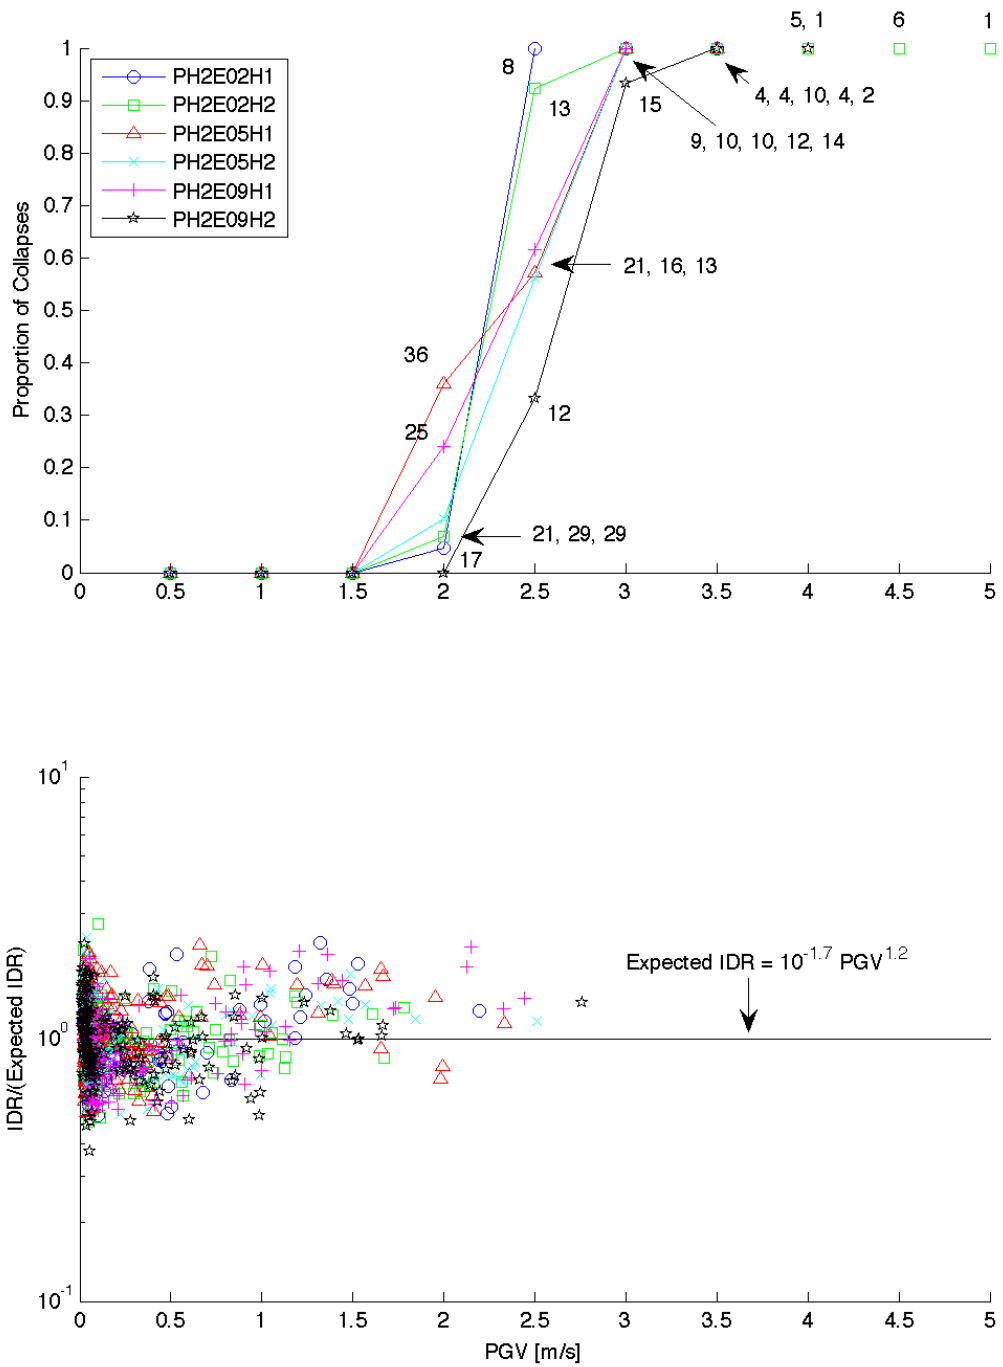 5, 1
6
1
1
0.9
0.8
0.7
0.6
0.5
0.4
0.3
0.2
0.1
0
Proportion of Collapses
PH2E02H1
PH2E02H2
PH2E05H1
PH2E05H2
PH2E09H1
PH2E09H2
8
13
15
4, 4, 10, 4, 2
9, 10, 10, 12, 14
21, 16, 13
36
25
12
21, 29, 29
17
0 0.5 1 1.5 2 2.5 3 3.5 4 4.5 5
10^1
10^0
10^-1
IDR/(Expected IDR)
Expected IDR = 10^-1.7 PGV^1.2
0 0.5 1 1.5 2 2.5 3 3.5 4 4.5 5
PGV [m/s]